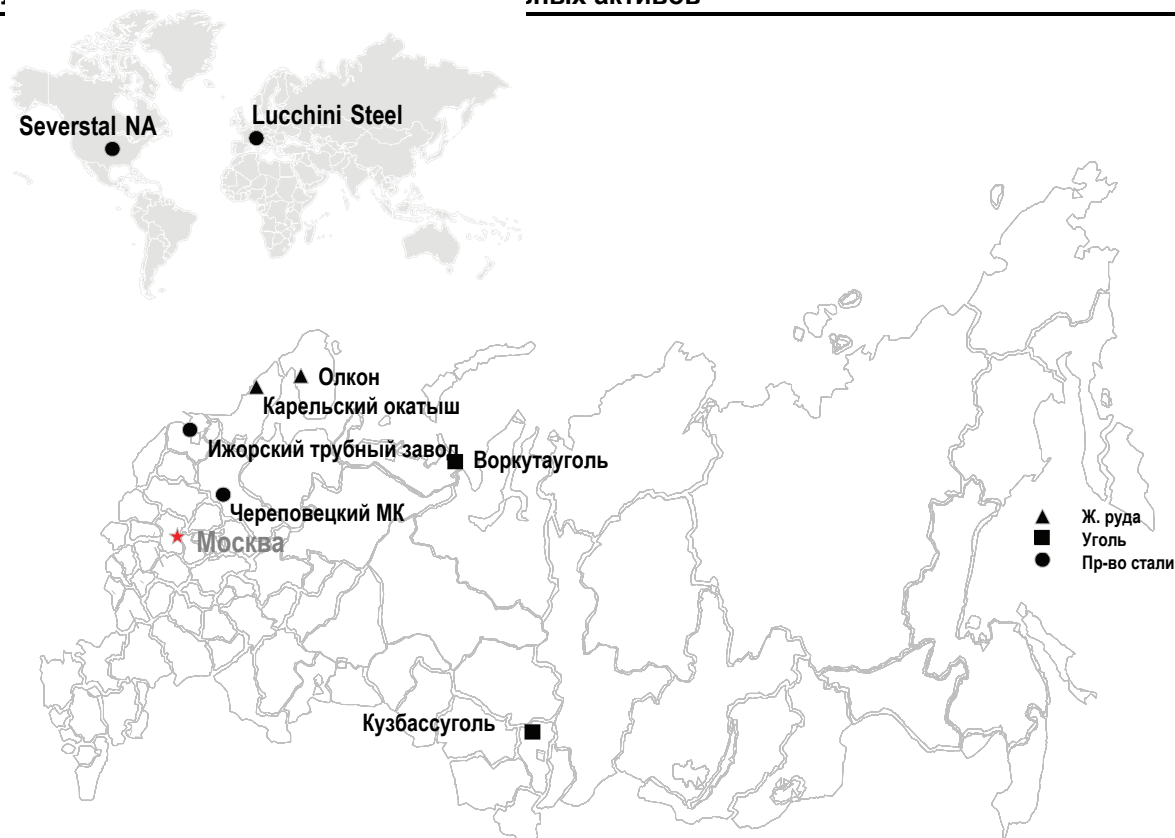 активов
Severstal NA
Lucchini Steel
Олкон
Карельский окатыш
Ижорский трубный завод
Воркутауголь
Череповецкий МК
Москва
Ж. руда
Уголь
Пр-во стали
Кузбассуголь